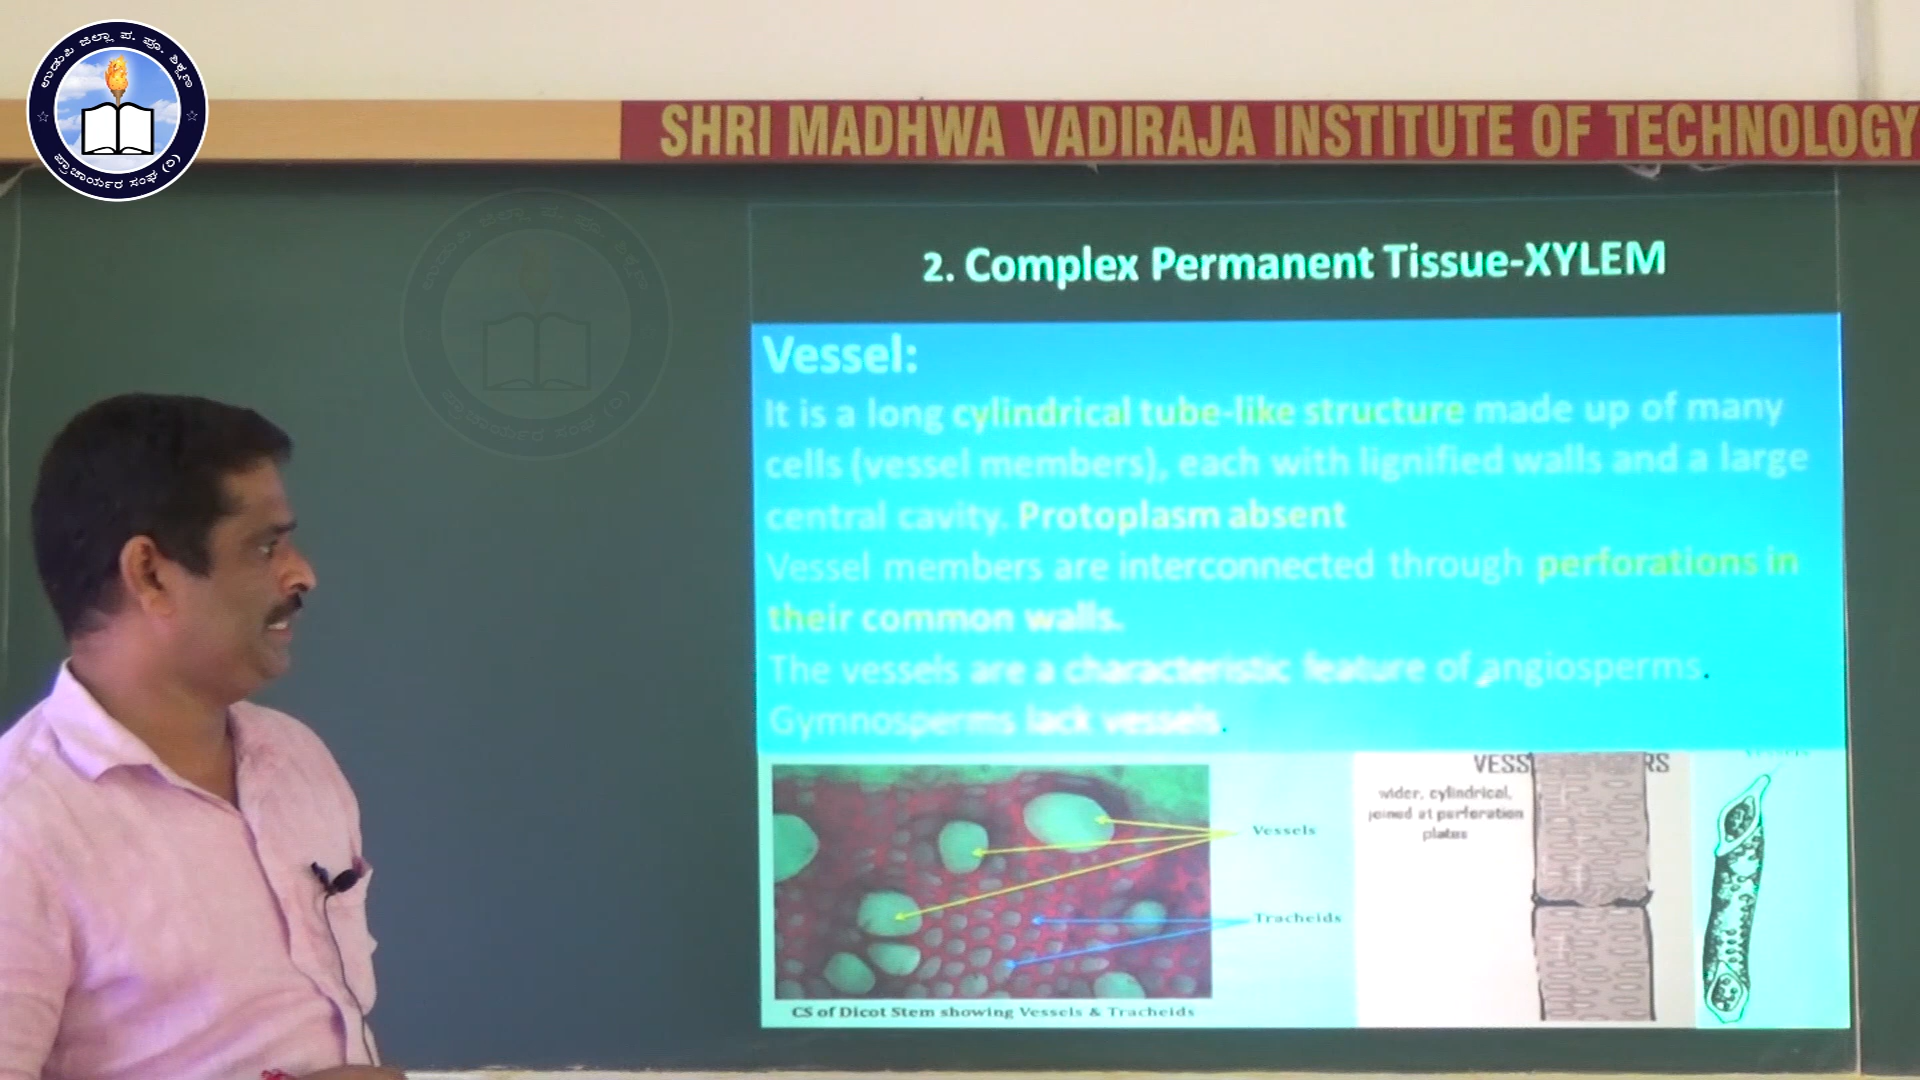 ಉಡುಪಿ ಜಿಲ್ಲಾ ಪ. ಪೂ. ಶಿಕ್ಷಣ
ಪ್ರಾಚಾರ್ಯರ ಸಂಘ (ರಿ)
SHRI MADHWA VADIRAJA INSTITUTE OF TECHNOLOGY
2. Complex Permanent Tissue-XYLEM
Vessel:
It is a long cylindrical tube-like structure made up of many
cells (vessel members), each with lignified walls and a large
central cavity. Protoplasm absent
Vessel members are interconnected through perforations in
their common walls.
The vessels are a characteristic feature of angiosperms.
Gymnosperms lack vessels.
Vessels
Tracheids
CS of Dicot Stem showing Vessels & Tracheids
wider, cylindrical,
joined at perforation
plates